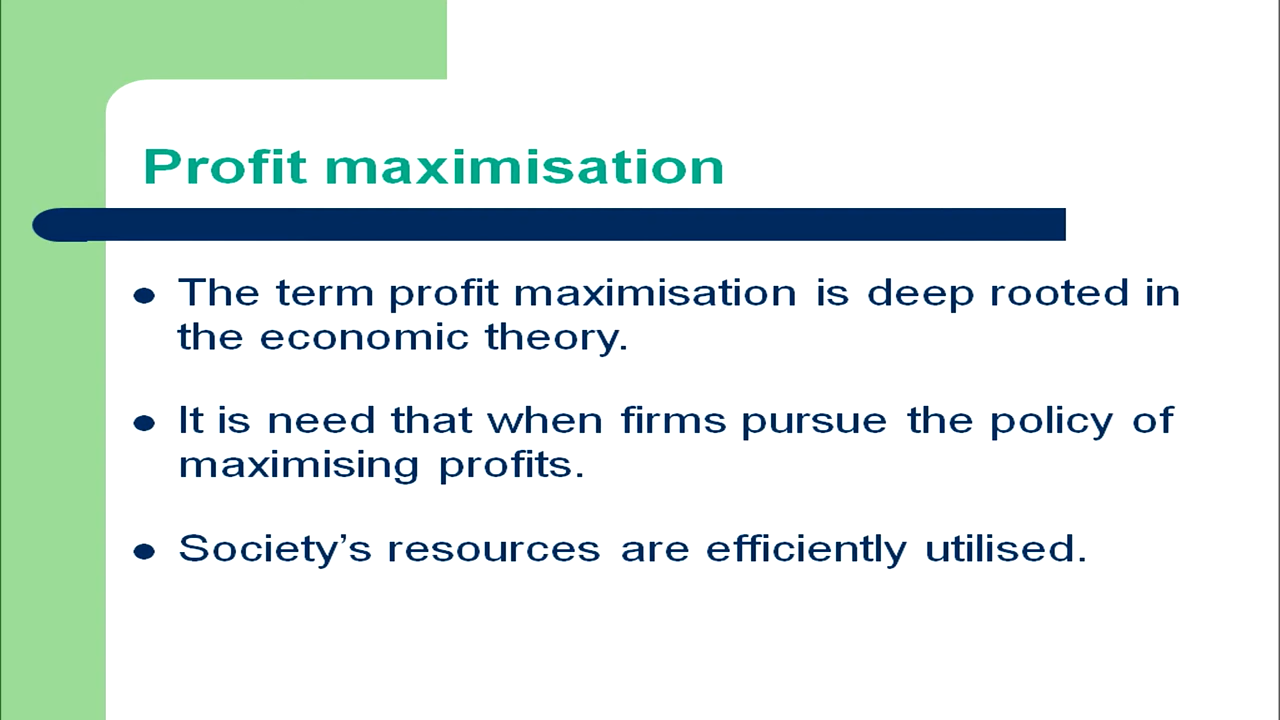 Profit maximisation
• The term profit maximisation is deep rooted in
the economic theory.
• It is need that when firms pursue the policy of
maximising profits.
• Society’s resources are efficiently utilised.